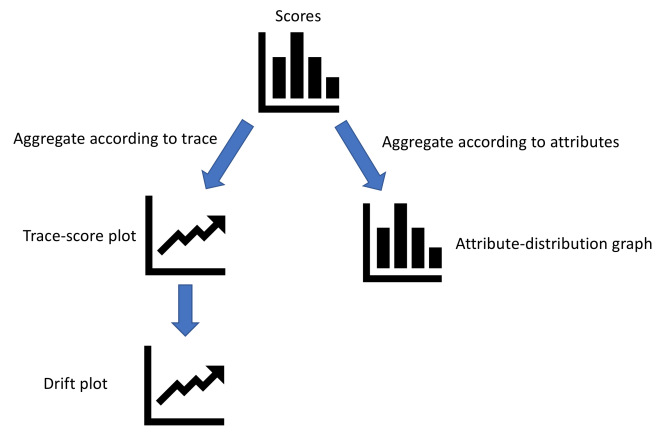 Scores
Aggregate according to trace
Aggregate according to attributes
Trace-score plot
Attribute-distribution graph
Drift plot